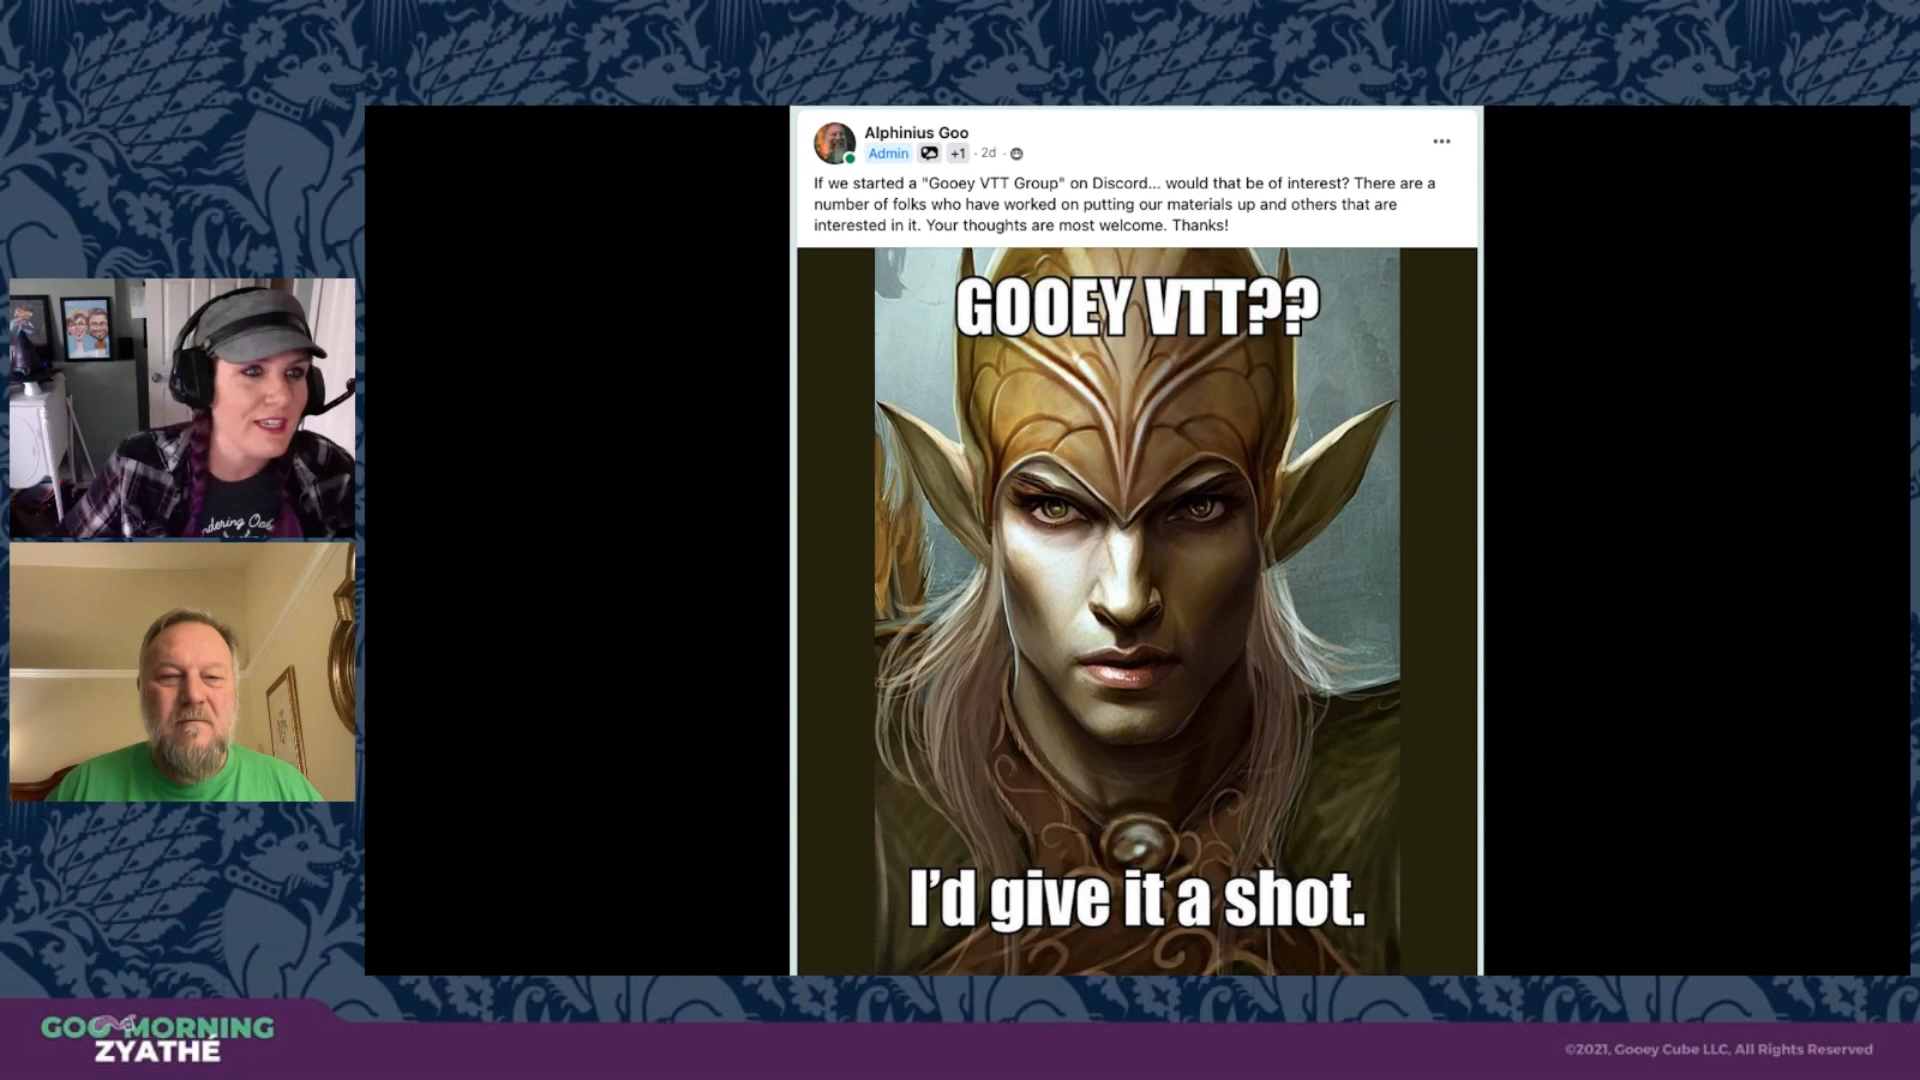 Alphinius Goo
Admin +1 · 2d ·
If we started a "Gooey VTT Group" on Discord... would that be of interest? There are a
number of folks who have worked on putting our materials up and others that are
interested in it. Your thoughts are most welcome. Thanks!
GOOEY VTT??
I'd give it a shot.
GOO MORNING
ZYATHÉ
©2021, Gooey Cube LLC, All Rights Reserved